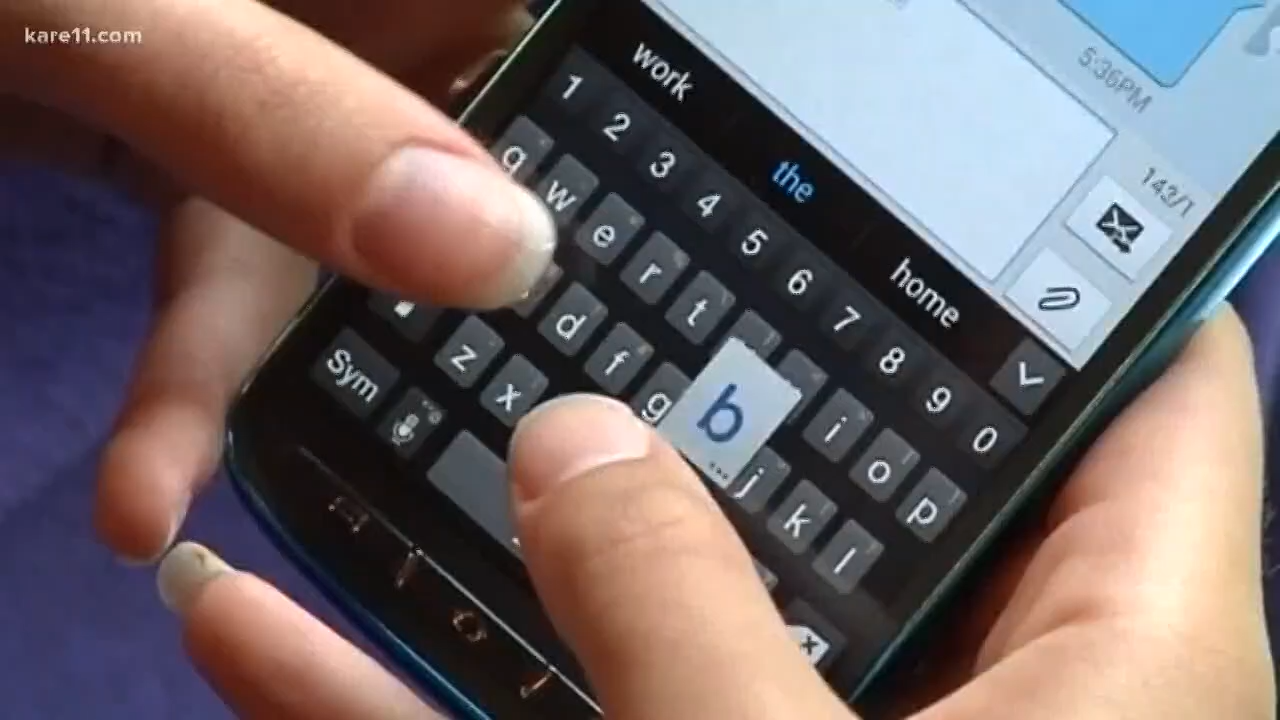 kare11.com
5:36PM
143/1
work the home
1 2 3 4 5 6 7 8 9 0
q w e r t i o p
d f g j k l
z x b
Sym